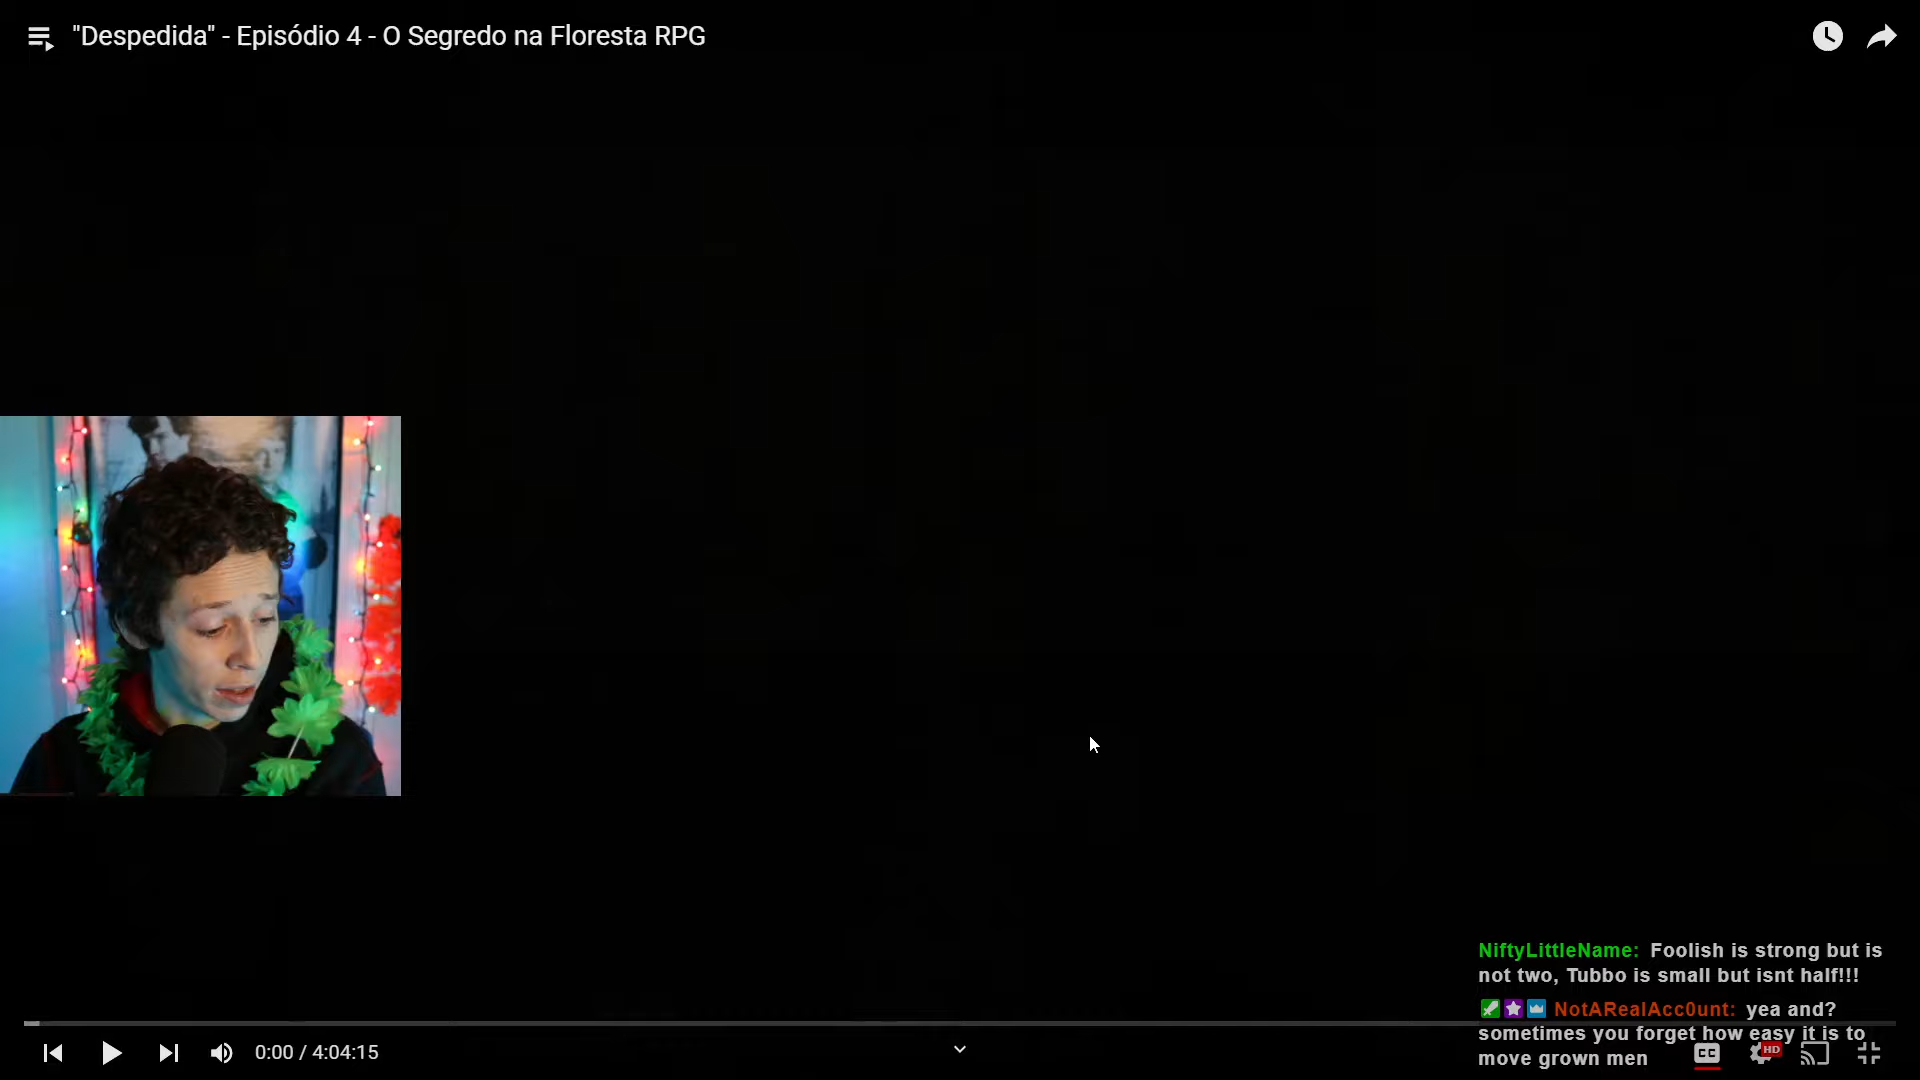 "Despedida" - Episódio 4 - O Segredo na Floresta RPG
NiftyLittleName: Foolish is strong but is
not two, Tubbo is small but isnt half!!!
NotARealAcc0unt: yea and?
sometimes you forget how easy it is to
move grown men
0:00 / 4:04:15
CC
HD